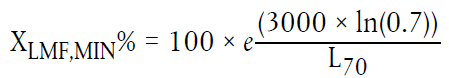 X_LMF,MIN% = 100 × e (3000 × ln(0.7)) / L_70